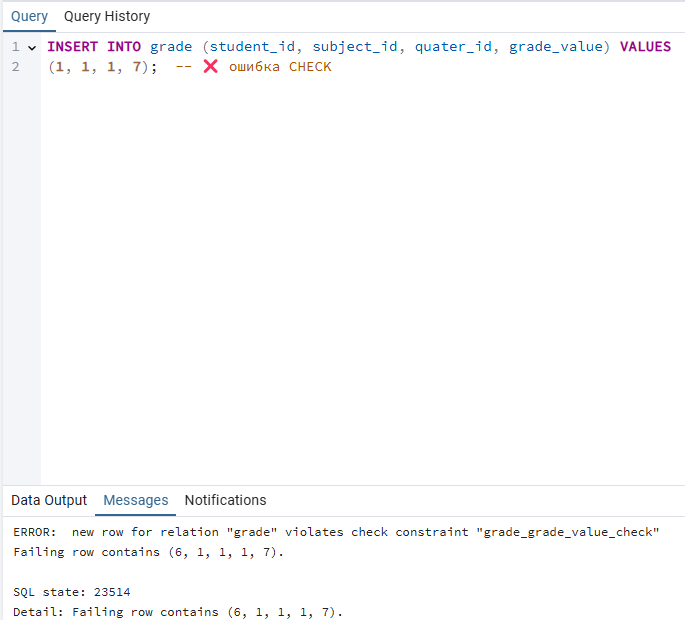 Query Query History
1 INSERT INTO grade (student_id, subject_id, quater_id, grade_value) VALUES
2 (1, 1, 1, 7);  -- ❌ ошибка CHECK
Data Output Messages Notifications
ERROR:  new row for relation "grade" violates check constraint "grade_grade_value_check"
Failing row contains (6, 1, 1, 1, 7).
SQL state: 23514
Detail: Failing row contains (6, 1, 1, 1, 7).